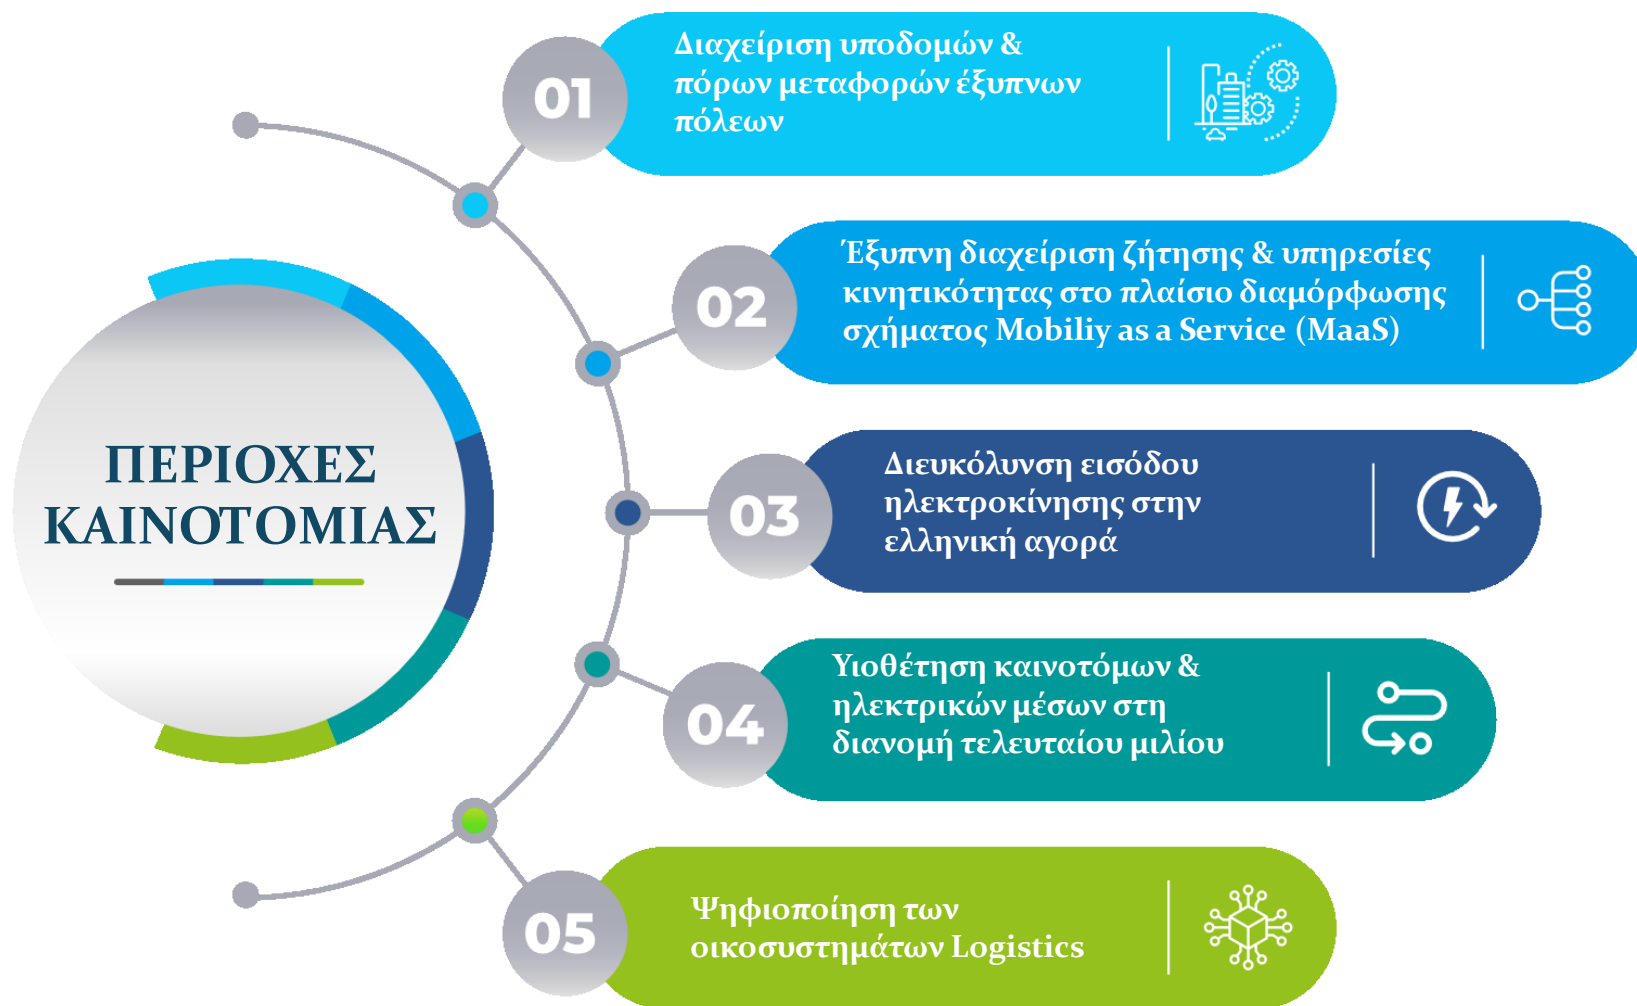 ΠΕΡΙΟΧΕΣ
ΚΑΙΝΟΤΟΜΙΑΣ
01
Διαχείριση υποδομών &
πόρων μεταφορών έξυπνων
πόλεων
02
Έξυπνη διαχείριση ζήτησης & υπηρεσίες
κινητικότητας στο πλαίσιο διαμόρφωσης
σχήματος Mobiliy as a Service (MaaS)
03
Διευκόλυνση εισόδου
ηλεκτροκίνησης στην
ελληνική αγορά
04
Υιοθέτηση καινοτόμων &
ηλεκτρικών μέσων στη
διανομή τελευταίου μιλίου
05
Ψηφιοποίηση των
οικοσυστημάτων Logistics